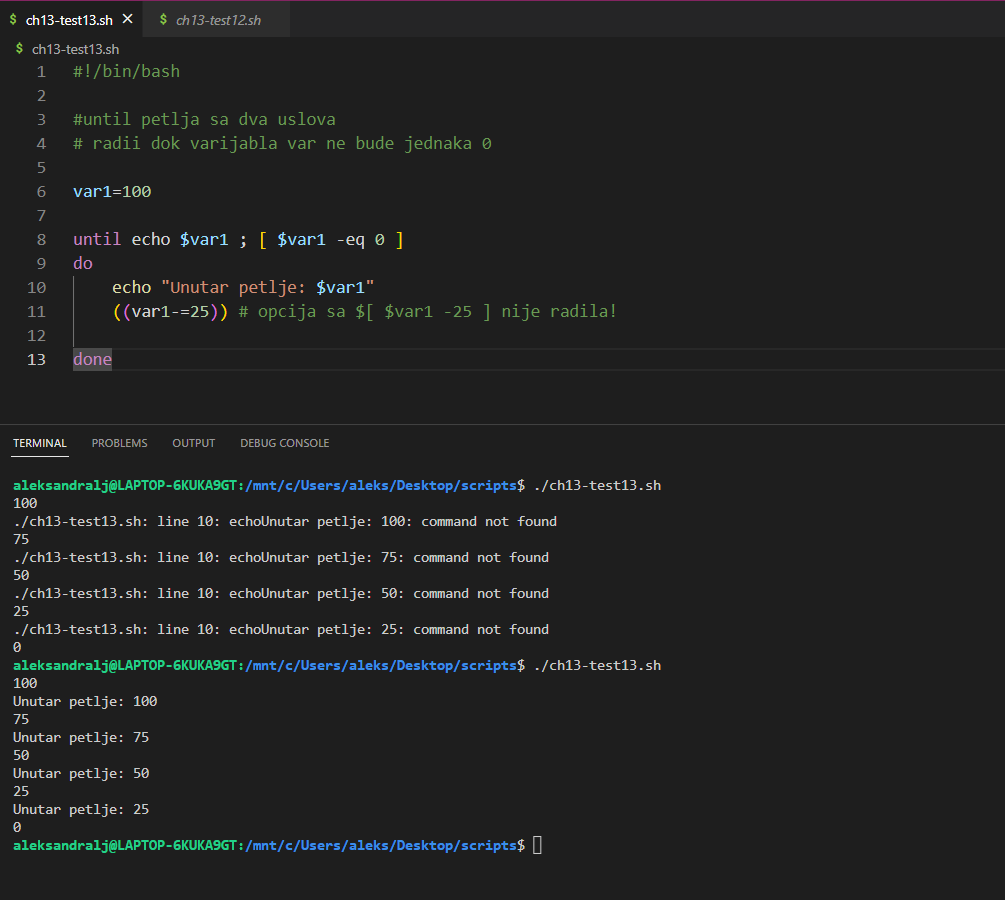 $ ch13-test13.sh ✕ $ ch13-test12.sh
$ ch13-test13.sh
1 #!/bin/bash
2
3 #until petlja sa dva uslova
4 # radii dok varijabla var ne bude jednaka 0
5
6 var1=100
7
8 until echo $var1 ; [ $var1 -eq 0 ]
9 do
10 echo "Unutar petlje: $var1"
11 ((var1-=25)) # opcija sa $[ $var1 -25 ] nije radila!
12
13 done
TERMINAL PROBLEMS OUTPUT DEBUG CONSOLE
aleksandralj@LAPTOP-6KUKA9GT:/mnt/c/Users/aleks/Desktop/scripts$ ./ch13-test13.sh
100
./ch13-test13.sh: line 10: echoUnutar petlje: 100: command not found
75
./ch13-test13.sh: line 10: echoUnutar petlje: 75: command not found
50
./ch13-test13.sh: line 10: echoUnutar petlje: 50: command not found
25
./ch13-test13.sh: line 10: echoUnutar petlje: 25: command not found
0
aleksandralj@LAPTOP-6KUKA9GT:/mnt/c/Users/aleks/Desktop/scripts$ ./ch13-test13.sh
100
Unutar petlje: 100
75
Unutar petlje: 75
50
Unutar petlje: 50
25
Unutar petlje: 25
0
aleksandralj@LAPTOP-6KUKA9GT:/mnt/c/Users/aleks/Desktop/scripts$